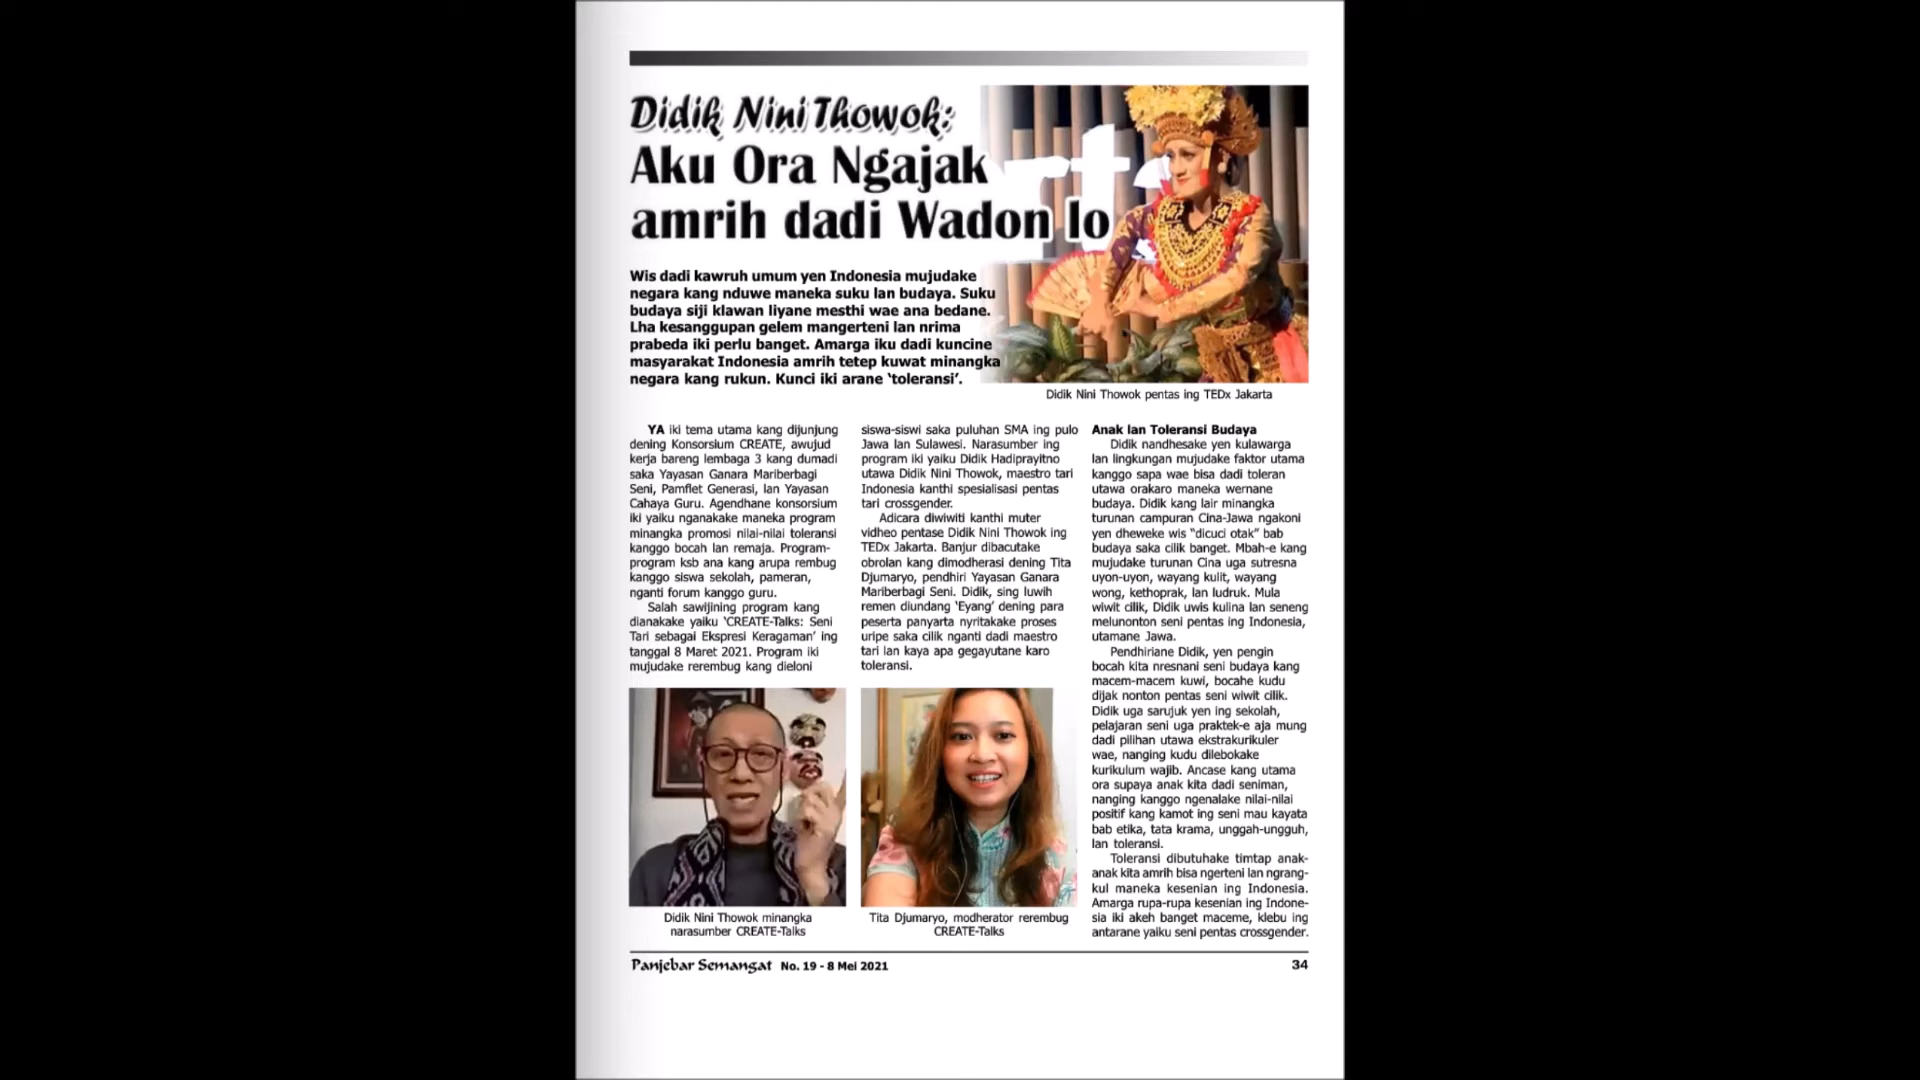 Didik Nini Thowok:
Aku Ora Ngajak
amrih dadi Wadon lo
Wis dadi kawruh umum yen Indonesia mujudake
negara kang nduwe maneka suku lan budaya. Suku
budaya siji klawan liyane mesthi wae ana bedane.
Lha kesanggupan gelem mangerteni lan nrima
prabeda iki perlu banget. Amarga iku dadi kuncine
masyarakat Indonesia amrih tetep kuwat minangka
negara kang rukun. Kunci iki arane ‘toleransi’.
Didik Nini Thowok pentas ing TEDx Jakarta
YA iki tema utama kang dijunjung
dening Konsorsium CREATE, awujud
kerja bareng lembaga 3 kang dumadi
saka Yayasan Ganara Mariberbagi
Seni, Pamflet Generasi, lan Yayasan
Cahaya Guru. Agendhane konsorsium
iki yaiku nganakake maneka program
minangka promosi nilai-nilai toleransi
kanggo bocah lan remaja. Program-
program ksb ana kang arupa rembug
kanggo siswa sekolah, pameran,
nganti forum kanggo guru.
Salah sawijining program kang
dianakake yaiku ‘CREATE-Talks: Seni
Tari sebagai Ekspresi Keragaman’ ing
tanggal 8 Maret 2021. Program iki
mujudake rerembug kang dieloni
siswa-siswi saka puluhan SMA ing pulo
Jawa lan Sulawesi. Narasumber ing
program iki yaiku Didik Hadiprayitno
utawa Didik Nini Thowok, maestro tari
Indonesia kanthi spesialisasi pentas
tari crossgender.
Adicara diwiwiti kanthi muter
vidheo pentase Didik Nini Thowok ing
TEDx Jakarta. Banjur dibacutake
obrolan kang dimodherasi dening Tita
Djumaryo, pendhiri Yayasan Ganara
Mariberbagi Seni. Didik, sing luwih
remen diundang ‘Eyang’ dening para
peserta panyarta nyritakake proses
uripe saka cilik nganti dadi maestro
tari lan kaya apa gegayutane karo
toleransi.
Didik Nini Thowok minangka
narasumber CREATE-Talks
Tita Djumaryo, modherator rerembug
CREATE-Talks
Anak lan Toleransi Budaya
Didik nandhesake yen kulawarga
lan lingkungan mujudake faktor utama
kanggo sapa wae bisa dadi toleran
utawa orakaro maneka wernane
budaya. Didik kang lair minangka
turunan campuran Cina-Jawa ngakoni
yen dheweke wis “dicuci otak” bab
budaya saka cilik banget. Mbah-e kang
mujudake turunan Cina uga sutresna
uyon-uyon, wayang kulit, wayang
wong, kethoprak, lan ludruk. Mula
wiwit cilik, Didik uwis kulina lan seneng
melunonton seni pentas ing Indonesia,
utamane Jawa.
Pendhiriane Didik, yen pengin
bocah kita nresnani seni budaya kang
macem-macem kuwi, bocahe kudu
dijak nonton pentas seni wiwit cilik.
Didik uga sarujuk yen ing sekolah,
pelajaran seni uga praktek-e aja mung
dadi pilihan utawa ekstrakurikuler
wae, nanging kudu dilebokake
kurikulum wajib. Ancase kang utama
ora supaya anak kita dadi seniman,
nanging kanggo ngenalake nilai-nilai
positif kang kamot ing seni mau kayata
bab etika, tata krama, unggah-ungguh,
lan toleransi.
Toleransi dibutuhake timtap anak-
anak kita amrih bisa ngerteni lan ngrang-
kul maneka kesenian ing Indonesia.
Amarga rupa-rupa kesenian ing Indone-
sia iki akeh banget maceme, klebu ing
antarane yaiku seni pentas crossgender.
Panjebar Semangat No. 19 - 8 Mei 2021
34